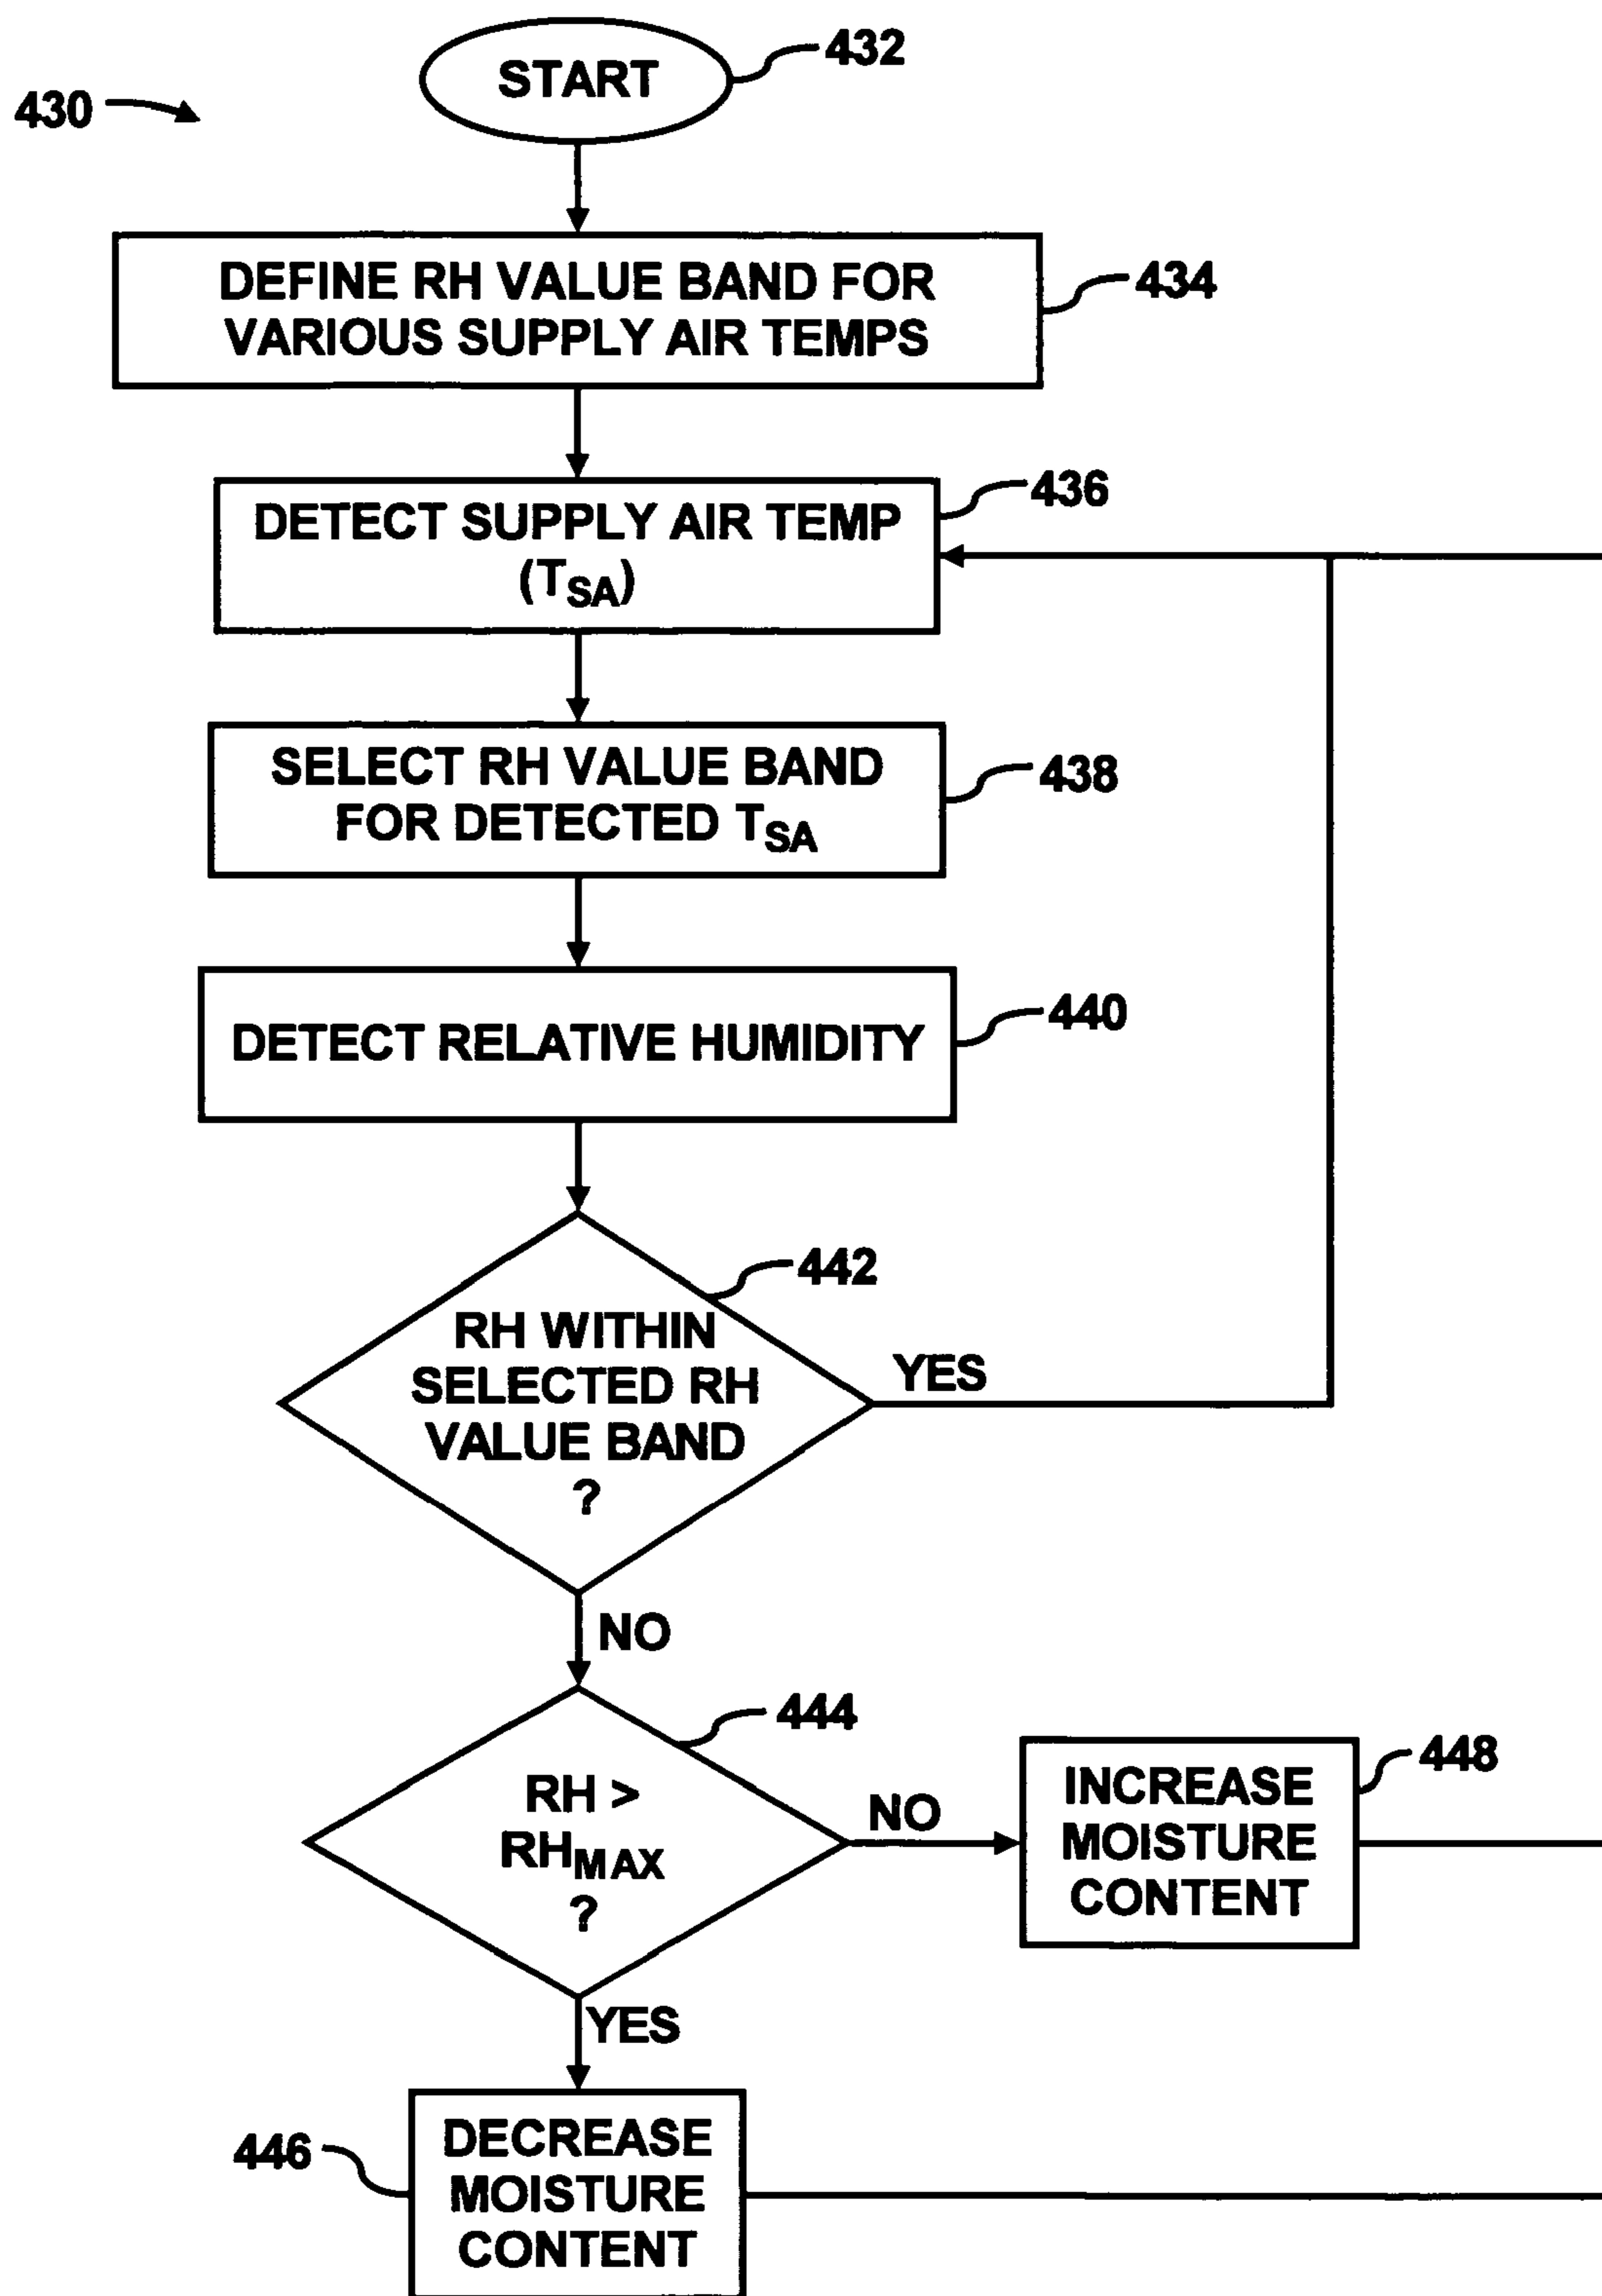 START
432
430
DEFINE RH VALUE BAND FOR
VARIOUS SUPPLY AIR TEMPS
434
DETECT SUPPLY AIR TEMP
(TSA)
436
SELECT RH VALUE BAND
FOR DETECTED TSA
438
DETECT RELATIVE HUMIDITY
440
442
RH WITHIN
SELECTED RH
VALUE BAND
?
YES
NO
444
RH >
RHMAX
?
NO
INCREASE
MOISTURE
CONTENT
448
YES
446
DECREASE
MOISTURE
CONTENT